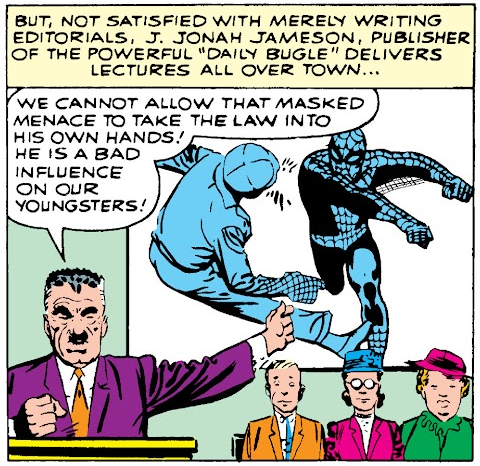 BUT, NOT SATISFIED WITH MERELY WRITING
EDITORIALS, J. JONAH JAMESON, PUBLISHER
OF THE POWERFUL "DAILY BUGLE" DELIVERS
LECTURES ALL OVER TOWN...
WE CANNOT ALLOW THAT MASKED
MENACE TO TAKE THE LAW INTO
HIS OWN HANDS!
HE IS A BAD
INFLUENCE
ON OUR
YOUNGSTERS!